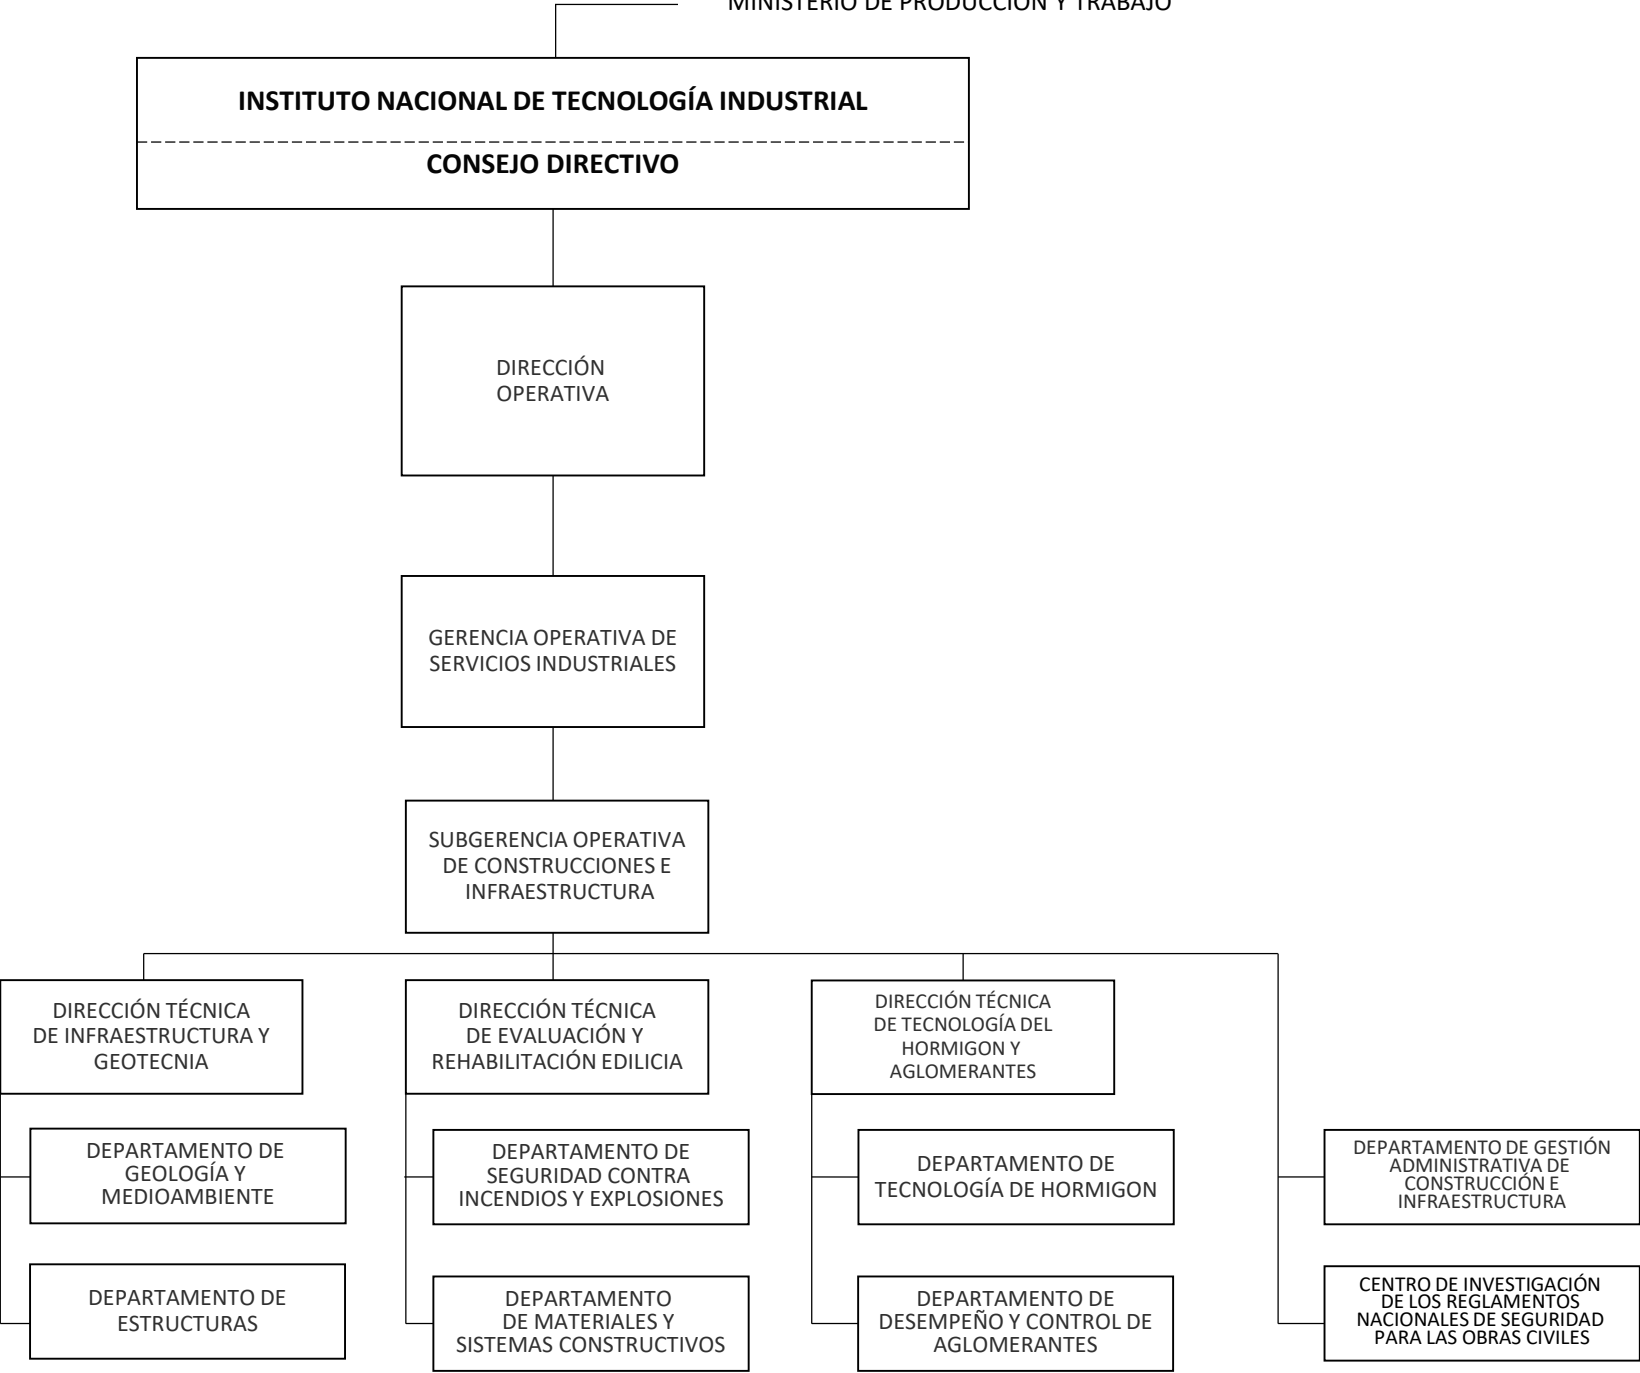 MINISTERIO DE PRODUCCIÓN Y TRABAJO
INSTITUTO NACIONAL DE TECNOLOGÍA INDUSTRIAL
CONSEJO DIRECTIVO
DIRECCIÓN
OPERATIVA
GERENCIA OPERATIVA DE
SERVICIOS INDUSTRIALES
SUBGERENCIA OPERATIVA
DE CONSTRUCCIONES E
INFRAESTRUCTURA
DIRECCIÓN TÉCNICA
DE INFRAESTRUCTURA Y
GEOTECNIA
DIRECCIÓN TÉCNICA
DE EVALUACIÓN Y
REHABILITACIÓN EDILICIA
DIRECCIÓN TÉCNICA
DE TECNOLOGÍA DEL
HORMIGON Y
AGLOMERANTES
DEPARTAMENTO DE
GEOLOGÍA Y
MEDIOAMBIENTE
DEPARTAMENTO DE
SEGURIDAD CONTRA
INCENDIOS Y EXPLOSIONES
DEPARTAMENTO DE
TECNOLOGÍA DE HORMIGON
DEPARTAMENTO DE GESTIÓN
ADMINISTRATIVA DE
CONSTRUCCIÓN E
INFRAESTRUCTURA
DEPARTAMENTO DE
ESTRUCTURAS
DEPARTAMENTO
DE MATERIALES Y
SISTEMAS CONSTRUCTIVOS
DEPARTAMENTO DE
DESEMPEÑO Y CONTROL DE
AGLOMERANTES
CENTRO DE INVESTIGACIÓN
DE LOS REGLAMENTOS
NACIONALES DE SEGURIDAD
PARA LAS OBRAS CIVILES